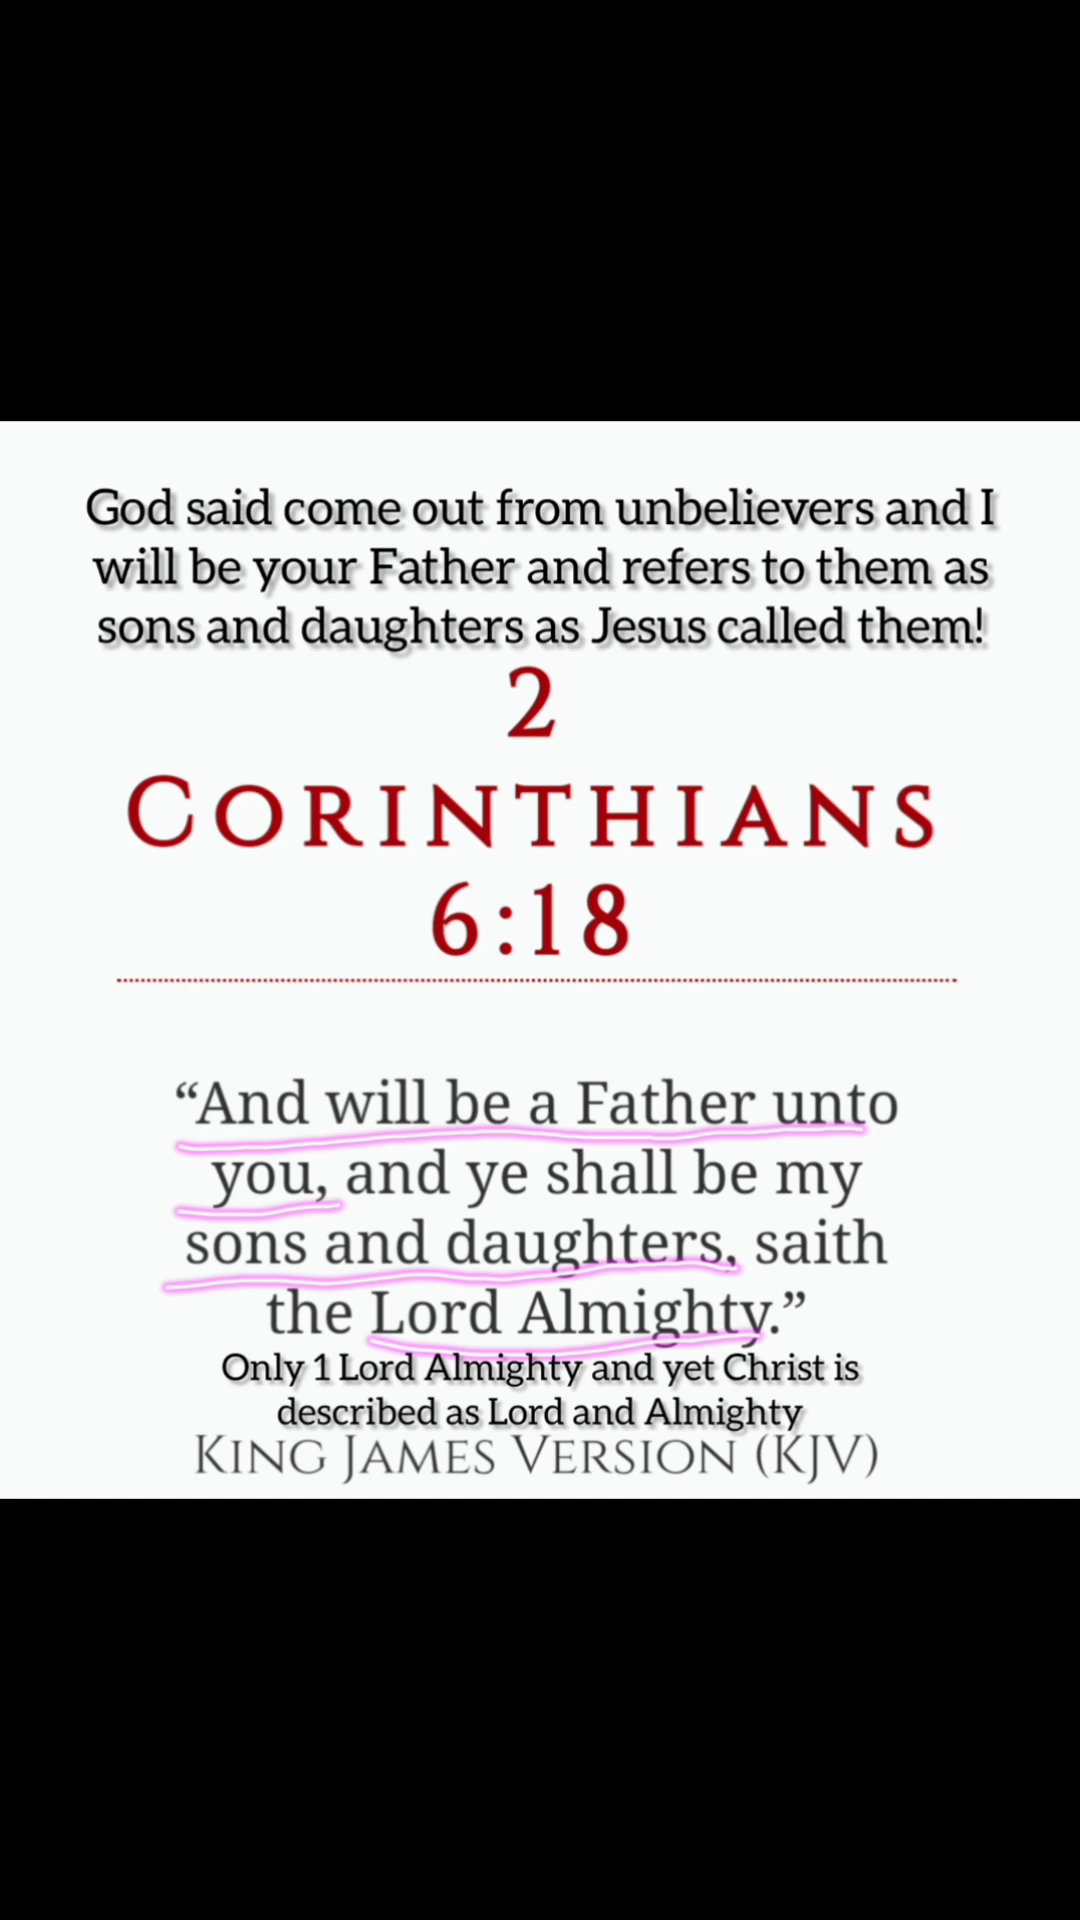 God said come out from unbelievers and I
will be your Father and refers to them as
sons and daughters as Jesus called them!
2
CORINTHIANS
6:18
“And will be a Father unto
you, and ye shall be my
sons and daughters, saith
the Lord Almighty.”
Only 1 Lord Almighty and yet Christ is
described as Lord and Almighty
KING JAMES VERSION (KJV)